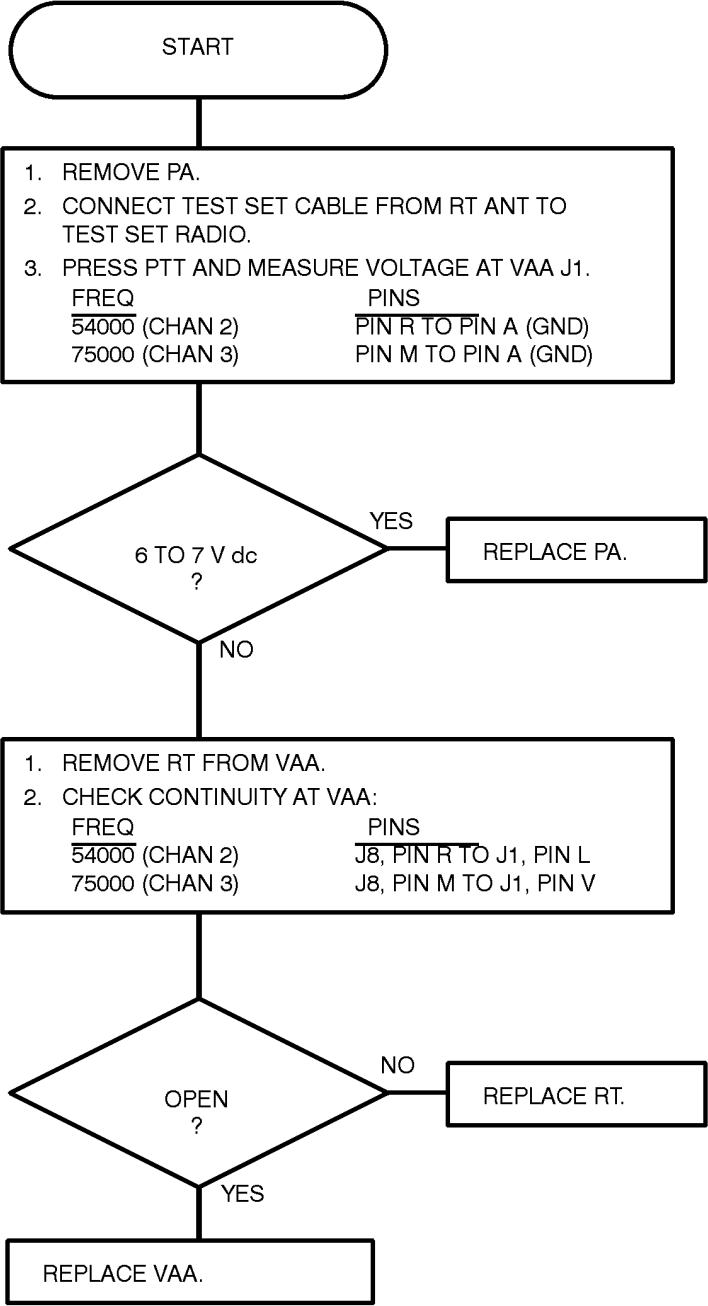 START
1. REMOVE PA.
2. CONNECT TEST SET CABLE FROM RT ANT TO
TEST SET RADIO.
3. PRESS PTT AND MEASURE VOLTAGE AT VAA J1.
FREQ PINS
54000 (CHAN 2) PIN R TO PIN A (GND)
75000 (CHAN 3) PIN M TO PIN A (GND)
6 TO 7 V dc
?
YES
REPLACE PA.
NO
1. REMOVE RT FROM VAA.
2. CHECK CONTINUITY AT VAA:
FREQ PINS
54000 (CHAN 2) J8, PIN R TO J1, PIN L
75000 (CHAN 3) J8, PIN M TO J1, PIN V
OPEN
?
NO
REPLACE RT.
YES
REPLACE VAA.